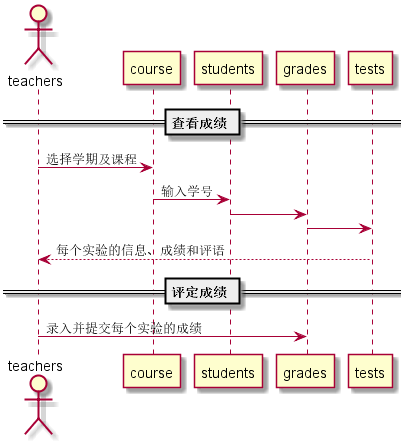 teachers
course
students
grades
tests
查看成绩
选择学期及课程
输入学号
每个实验的信息、成绩和评语
评定成绩
录入并提交每个实验的成绩
teachers
course
students
grades
tests